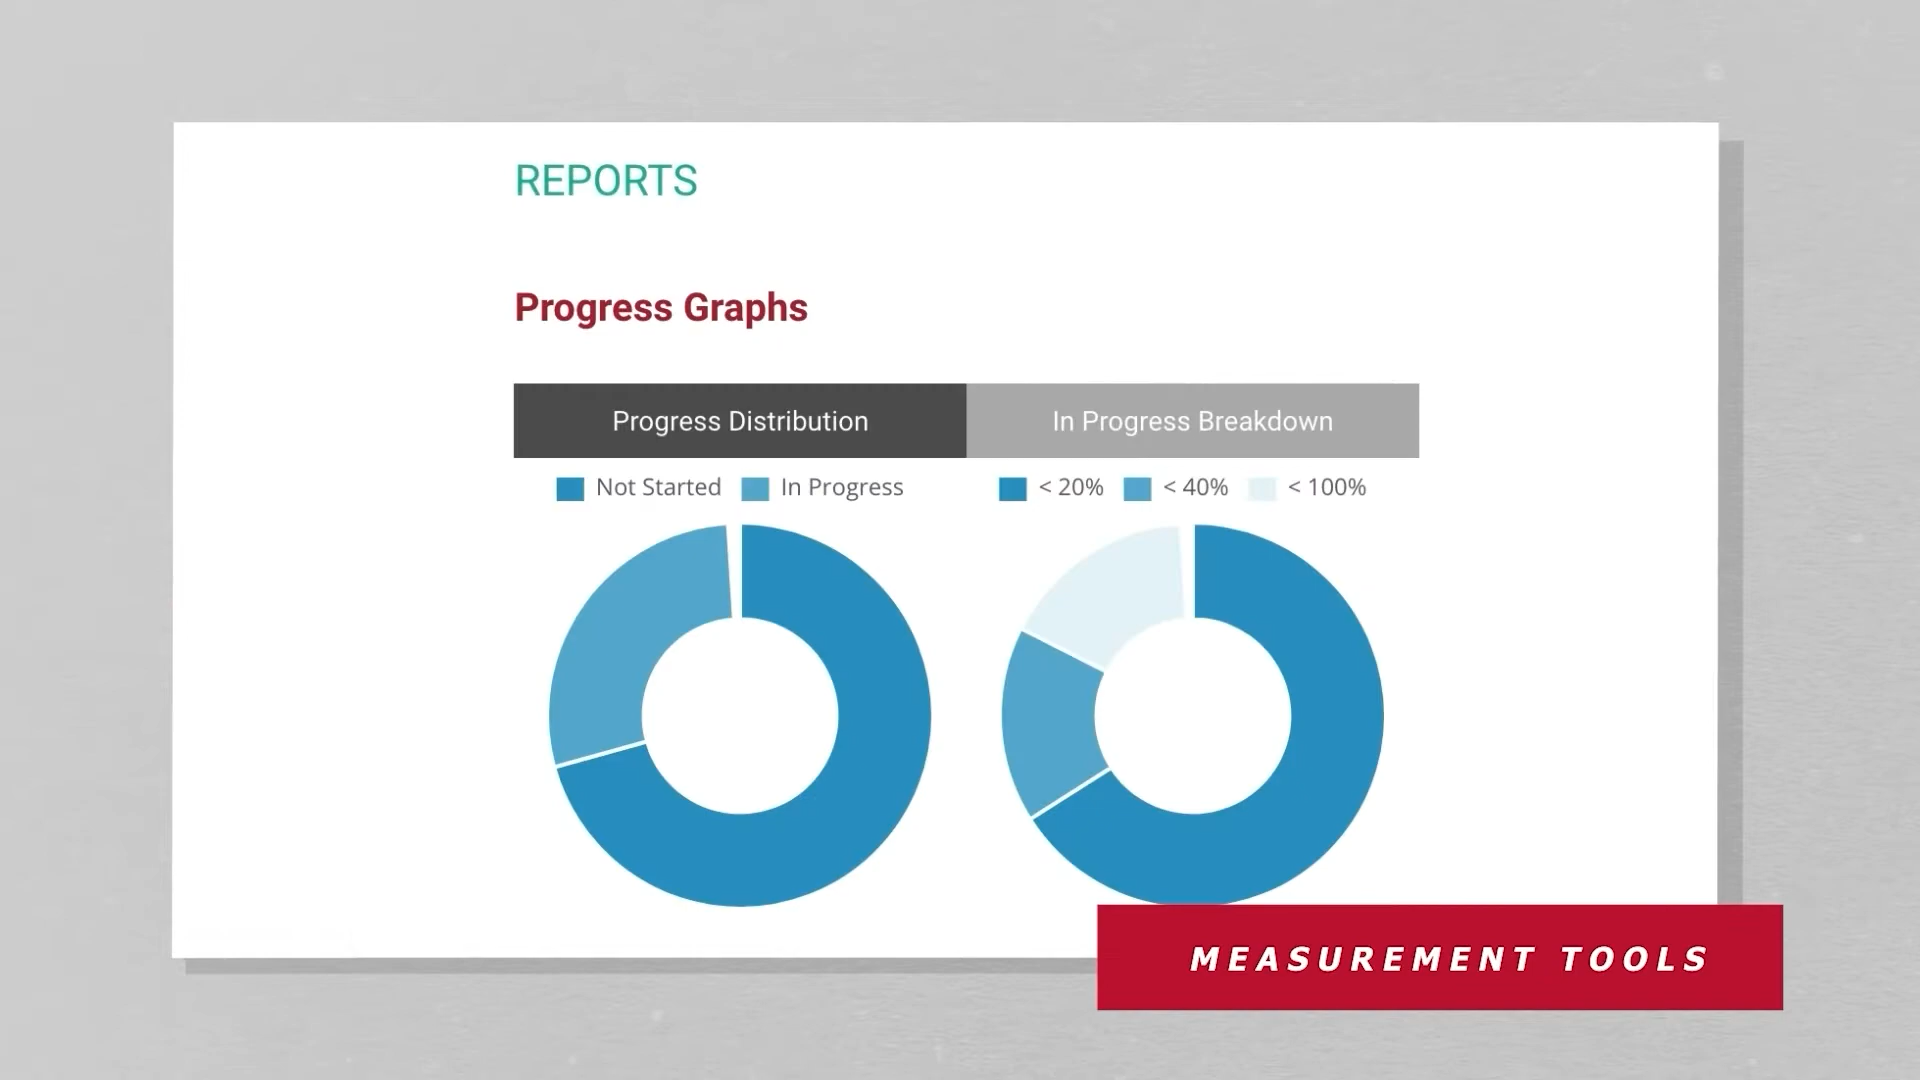 REPORTS
Progress Graphs
Progress Distribution
In Progress Breakdown
Not Started In Progress
< 20% < 40% < 100%
MEASUREMENT TOOLS